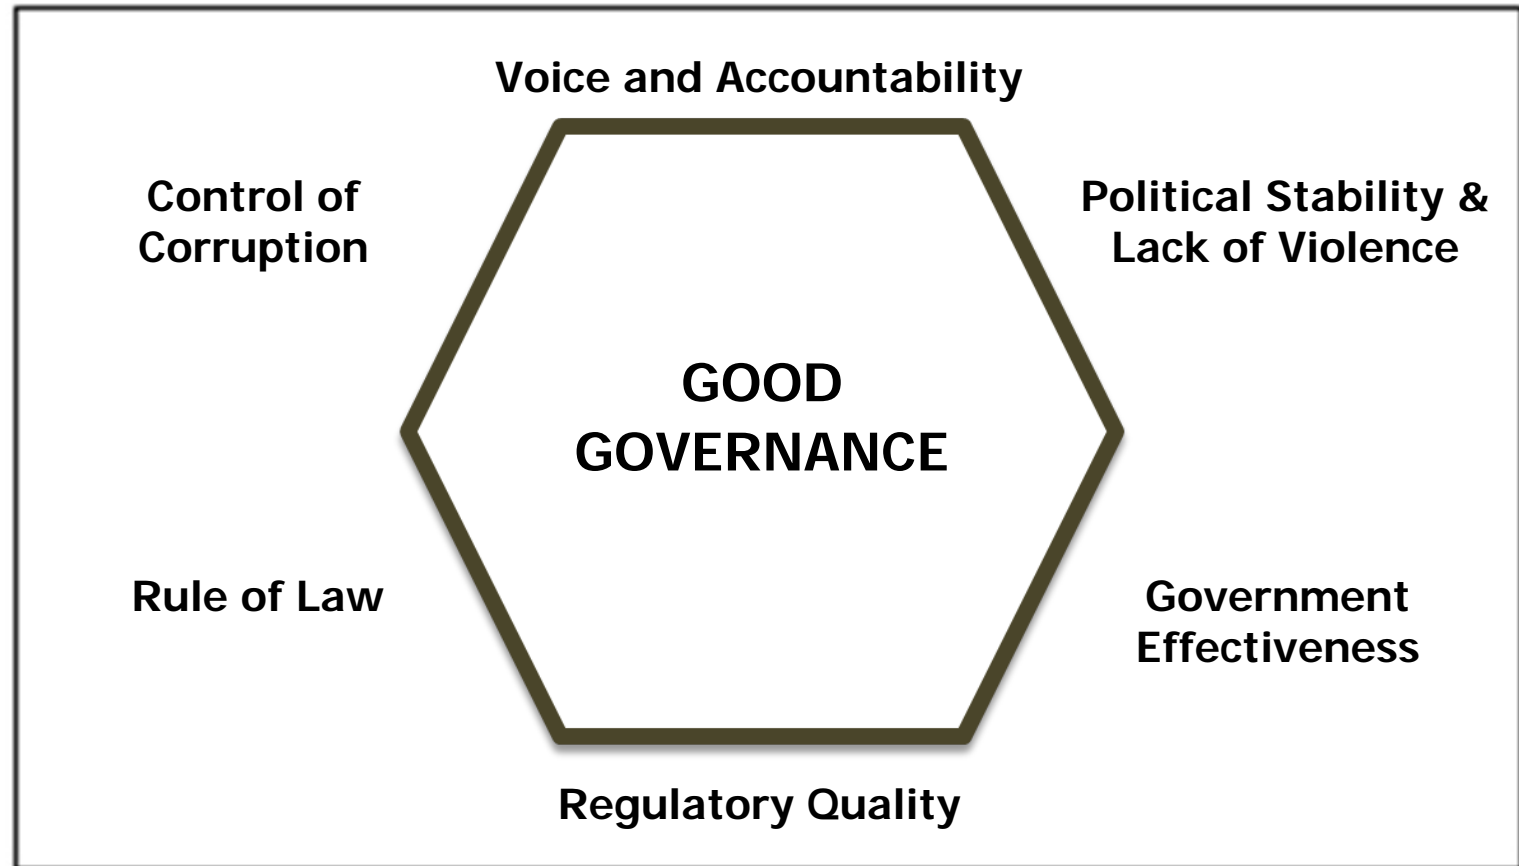 Voice and Accountability
Control of
Corruption
Political Stability &
Lack of Violence
GOOD
GOVERNANCE
Rule of Law
Government
Effectiveness
Regulatory Quality